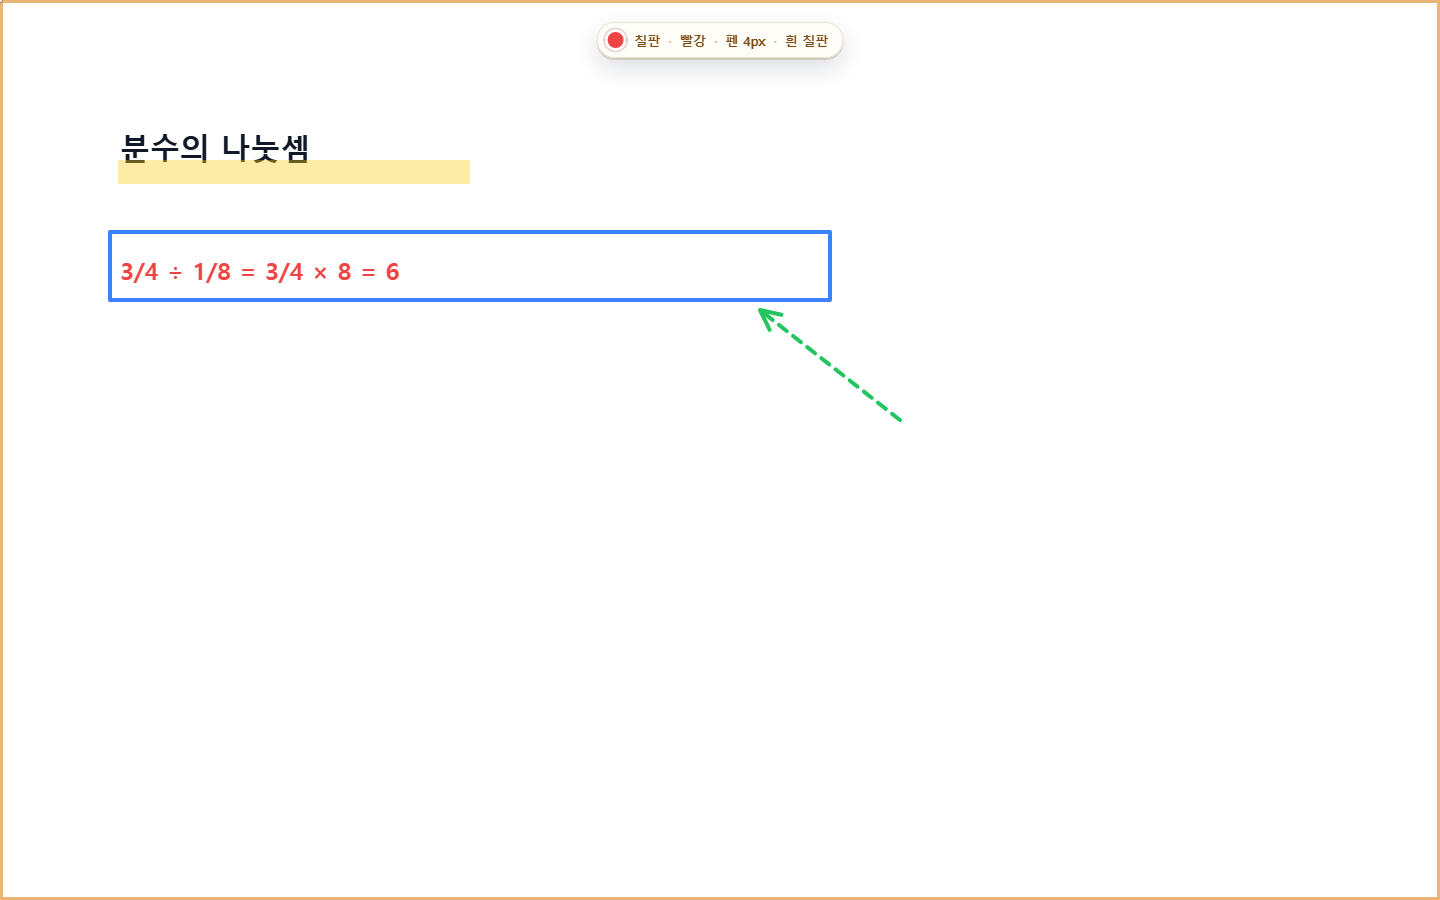 칠판 · 빨강 · 펜 4px · 흰 칠판
분수의 나눗셈
3/4 ÷ 1/8 = 3/4 × 8 = 6